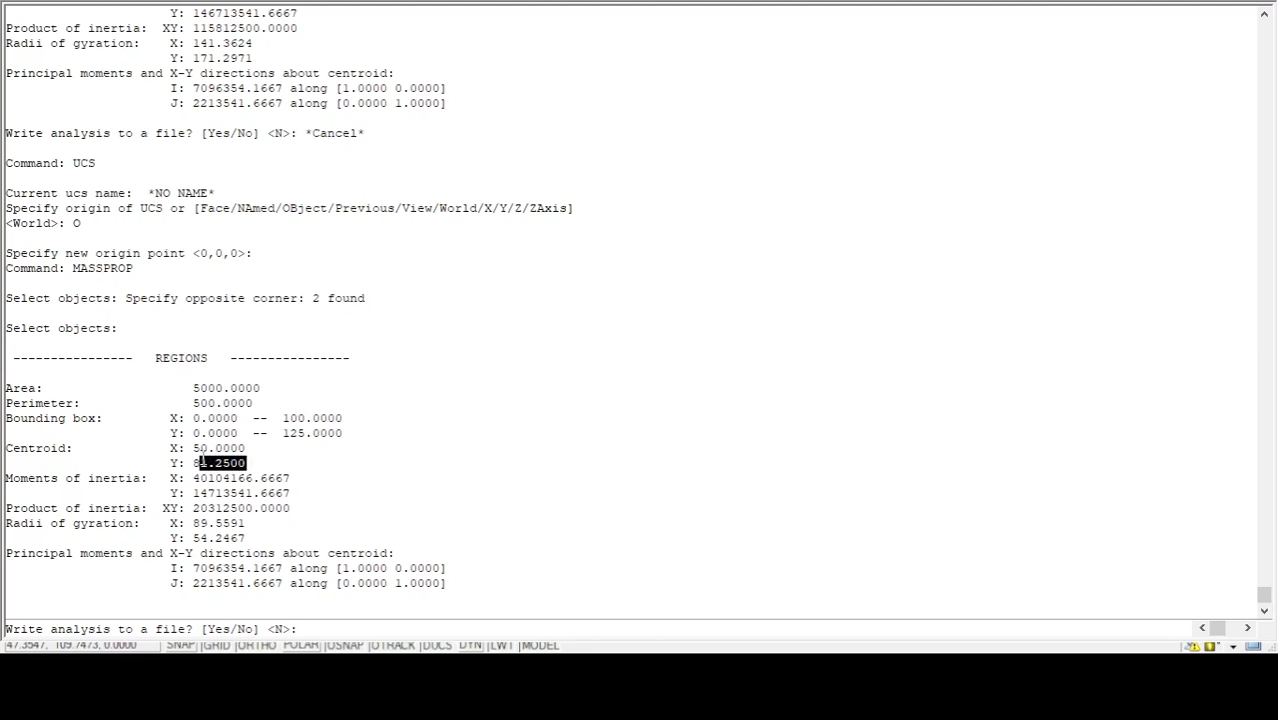 Y: 146713541.6667
Product of inertia: XY: 115812500.0000
Radii of gyration: X: 141.3624
Y: 171.2971
Principal moments and X-Y directions about centroid:
I: 7096354.1667 along [1.0000 0.0000]
J: 2213541.6667 along [0.0000 1.0000]
Write analysis to a file? [Yes/No] <N>: *Cancel*
Command: UCS
Current ucs name: *NO NAME*
Specify origin of UCS or [Face/NAmed/OBject/Previous/View/World/X/Y/Z/ZAxis]
<World>: O
Specify new origin point <0,0,0>:
Command: MASSPROP
Select objects: Specify opposite corner: 2 found
Select objects:
---------------- REGIONS ----------------
Area: 5000.0000
Perimeter: 500.0000
Bounding box: X: 0.0000 -- 100.0000
Y: 0.0000 -- 125.0000
Centroid: X: 50.0000
Y: 81.2500
Moments of inertia: X: 40104166.6667
Y: 14713541.6667
Product of inertia: XY: 20312500.0000
Radii of gyration: X: 89.5591
Y: 54.2467
Principal moments and X-Y directions about centroid:
I: 7096354.1667 along [1.0000 0.0000]
J: 2213541.6667 along [0.0000 1.0000]
Write analysis to a file? [Yes/No] <N>:
47.3547, 109.7473, 0.0000 SNAP GRID ORTHO POLAR OSNAP OTRACK DUCS DYN LWT MODEL